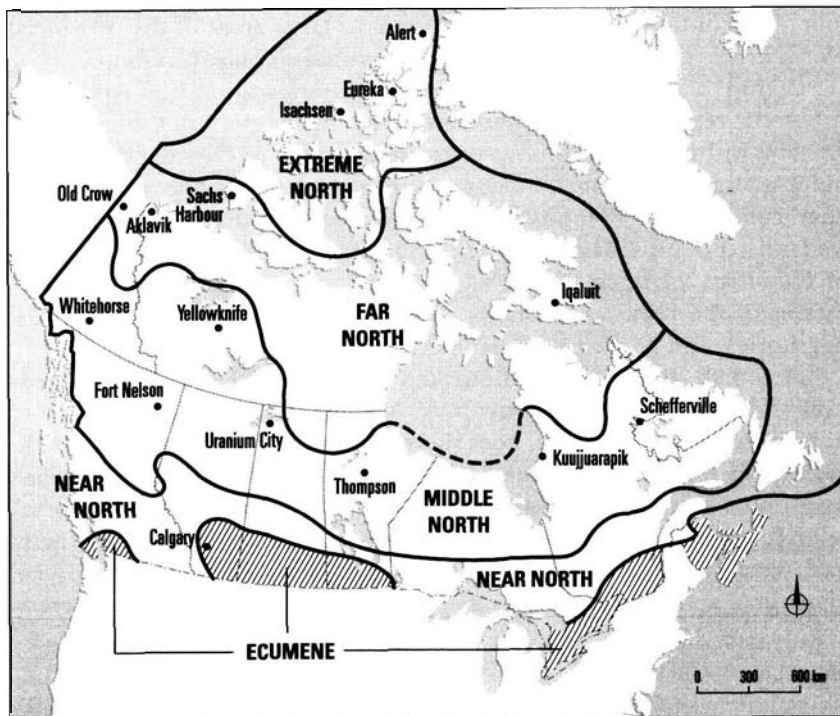 Alert
Eureka
Isachsen
EXTREME
NORTH
Old Crow
Sachs
Harbour
Aklavik
Iqaluit
Whitehorse
Yellowknife
FAR
NORTH
Fort Nelson
Schefferville
Uranium City
Kuujjuarapik
Thompson
NEAR
NORTH
MIDDLE
NORTH
Calgary
NEAR NORTH
ECUMENE
0 300 600 km